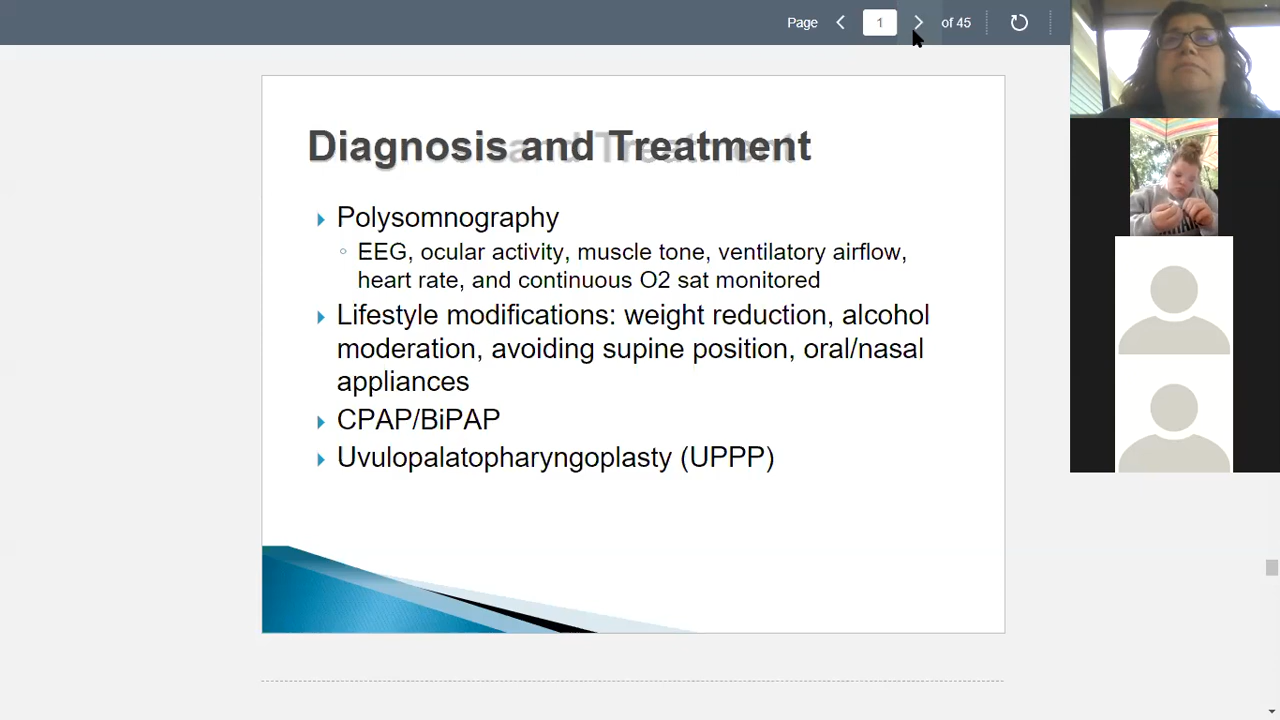 Page 1 of 45
Diagnosis and Treatment
Polysomnography
EEG, ocular activity, muscle tone, ventilatory airflow,
heart rate, and continuous O2 sat monitored
Lifestyle modifications: weight reduction, alcohol
moderation, avoiding supine position, oral/nasal
appliances
CPAP/BiPAP
Uvulopalatopharyngoplasty (UPPP)